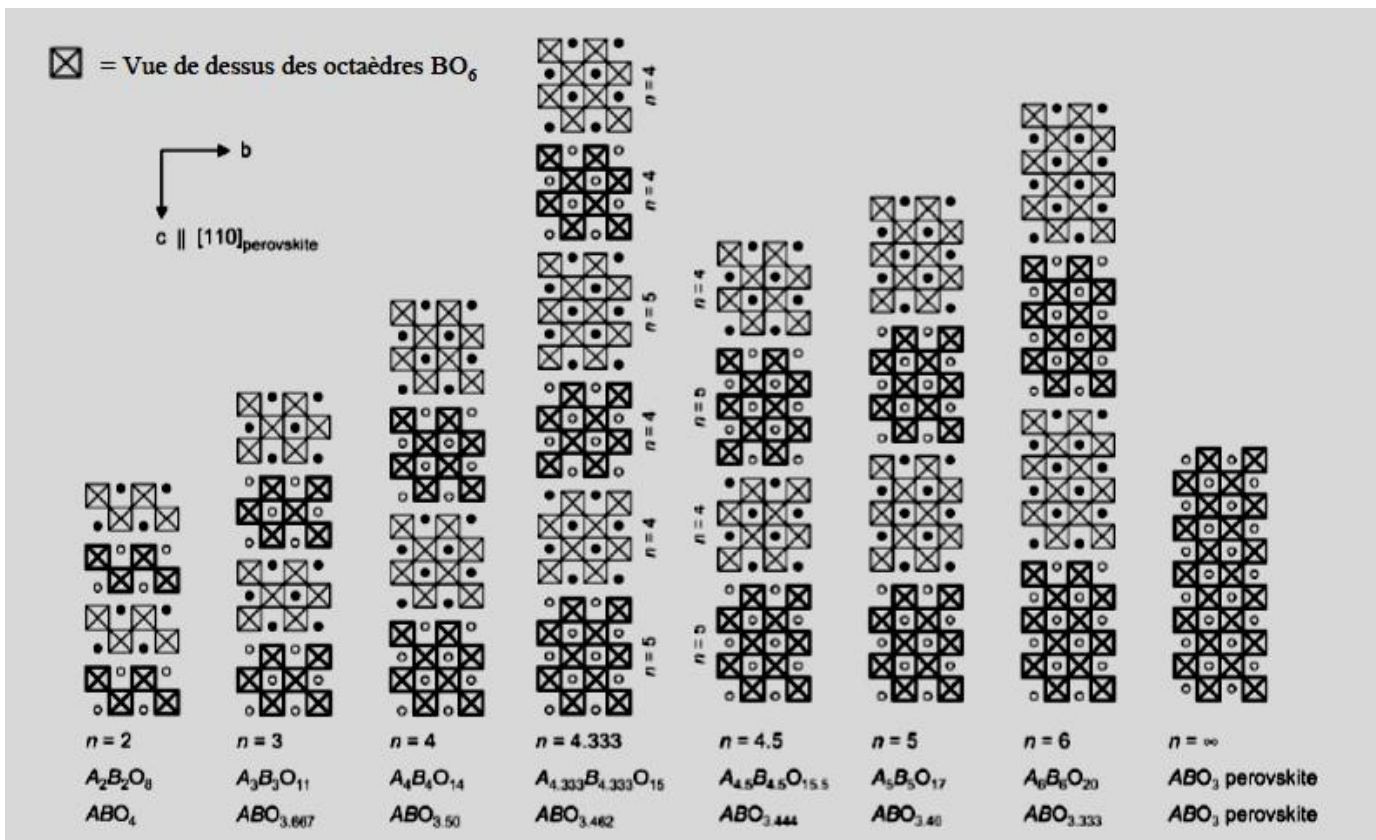 = Vue de dessus des octaèdres BO₆
b
c || [110]perovskite
n = 4
n = 4
n = 5
n = 4
n = 4
n = 5
n = 4
n = 5
n = 4
n = 5
n = 2
n = 3
n = 4
n = 4.333
n = 4.5
n = 5
n = 6
n = ∞
A₂B₂O₈
A₃B₃O₁₁
A₄B₄O₁₄
A₄.₃₃₃B₄.₃₃₃O₁₅
A₄.₅B₄.₅O₁₅.₅
A₅B₅O₁₇
A₆B₆O₂₀
ABO₃ perovskite
ABO₄
ABO₃.₆₆₇
ABO₃.₅₀
ABO₃.₄₆₂
ABO₃.₄₄₄
ABO₃.₄₀
ABO₃.₃₃₃
ABO₃ perovskite